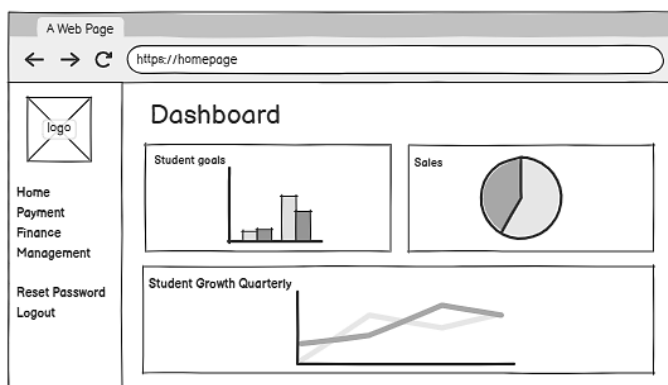 A Web Page
https://homepage
logo
Home
Payment
Finance
Management
Reset Password
Logout
Dashboard
Student goals
Sales
Student Growth Quarterly